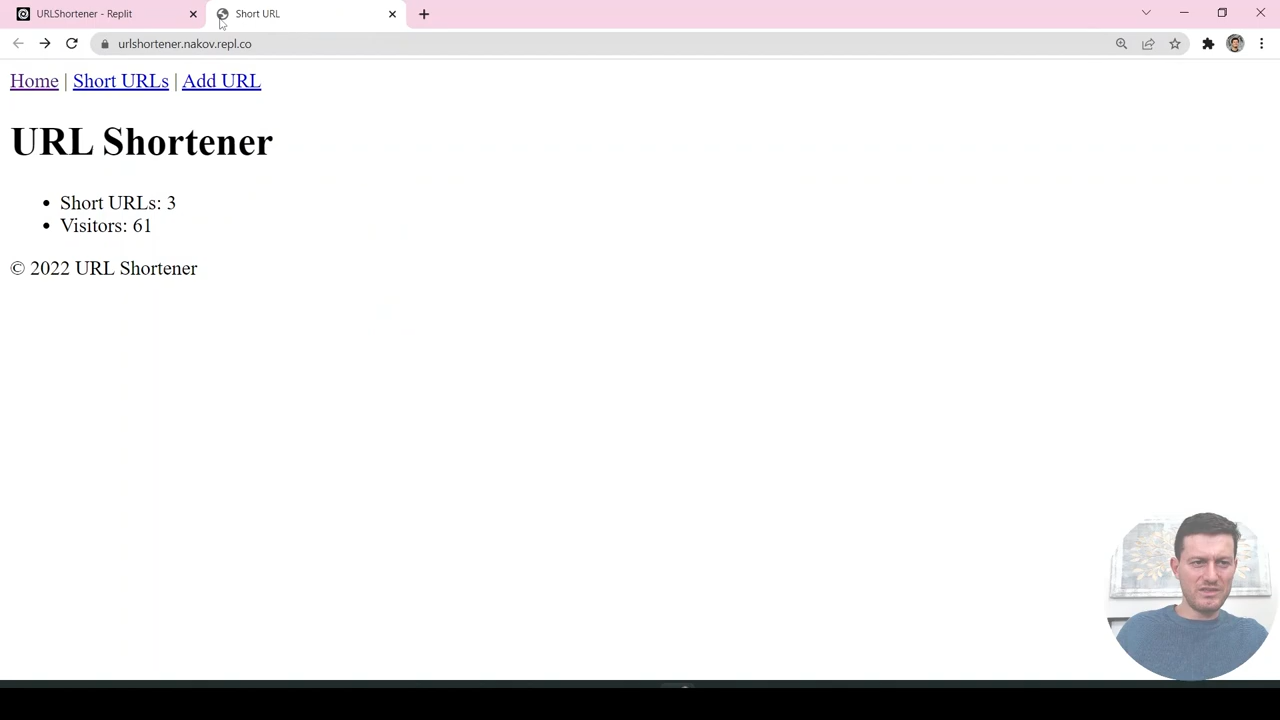 URLShortener - Replit
Short URL
urlshortener.nakov.repl.co
Home | Short URLs | Add URL
URL Shortener
• Short URLs: 3
• Visitors: 61
© 2022 URL Shortener